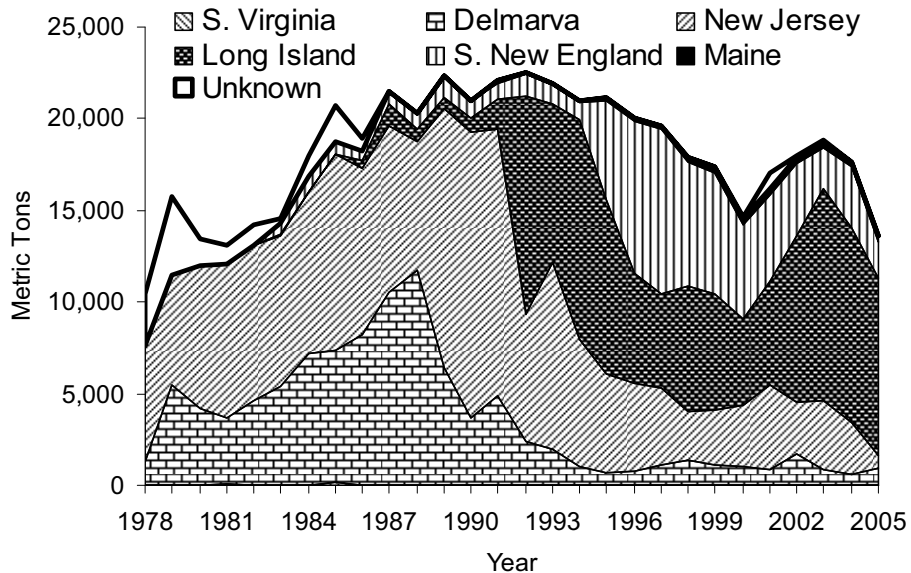 S. Virginia Delmarva New Jersey
Long Island S. New England Maine
Unknown
25,000
20,000
15,000
10,000
5,000
0
Metric Tons
1978 1981 1984 1987 1990 1993 1996 1999 2002 2005
Year